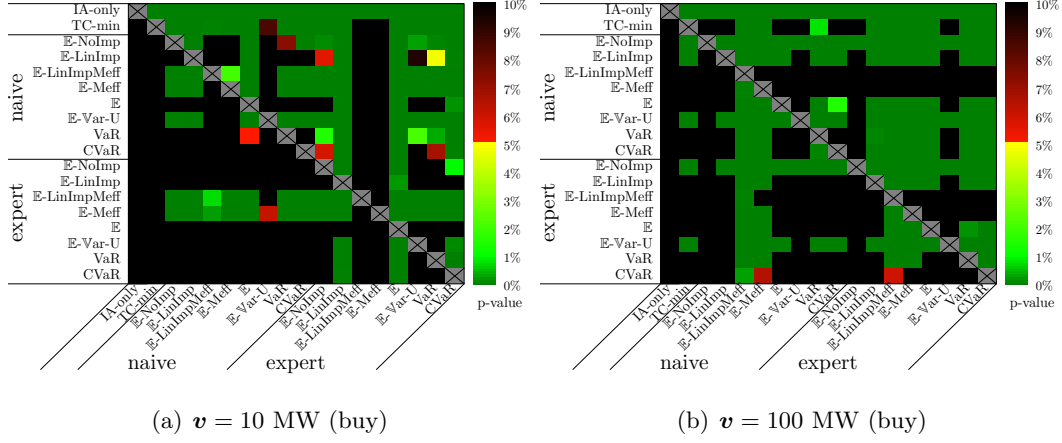 IA-only
TC-min
𝔼-NoImp
𝔼-LinImp
𝔼-LinImpMeff
𝔼-Meff
𝔼
𝔼-𝕍ar-U
VaR
CVaR
𝔼-NoImp
𝔼-LinImp
𝔼-LinImpMeff
𝔼-Meff
𝔼
𝔼-𝕍ar-U
VaR
CVaR
naive
expert
IA-only
TC-min
𝔼-NoImp
𝔼-LinImp
𝔼-LinImpMeff
𝔼-Meff
𝔼
𝔼-Var-U
VaR
CVaR
𝔼-NoImp
𝔼-LinImp
𝔼-LinImpMeff
𝔼-Meff
𝔼
𝔼-Var-U
VaR
CVaR
naive
expert
10%
9%
8%
7%
6%
5%
4%
3%
2%
1%
0%
p-value
(a) v = 10 MW (buy)
IA-only
TC-min
𝔼-NoImp
𝔼-LinImp
𝔼-LinImpMeff
𝔼-Meff
𝔼
𝔼-𝕍ar-U
VaR
CVaR
𝔼-NoImp
𝔼-LinImp
𝔼-LinImpMeff
𝔼-Meff
𝔼
𝔼-𝕍ar-U
VaR
CVaR
naive
expert
IA-only
TC-min
𝔼-NoImp
𝔼-LinImp
𝔼-LinImpMeff
𝔼-Meff
𝔼
𝔼-Var-U
VaR
CVaR
𝔼-NoImp
𝔼-LinImp
𝔼-LinImpMeff
𝔼-Meff
𝔼
𝔼-Var-U
VaR
CVaR
naive
expert
10%
9%
8%
7%
6%
5%
4%
3%
2%
1%
0%
p-value
(b) v = 100 MW (buy)